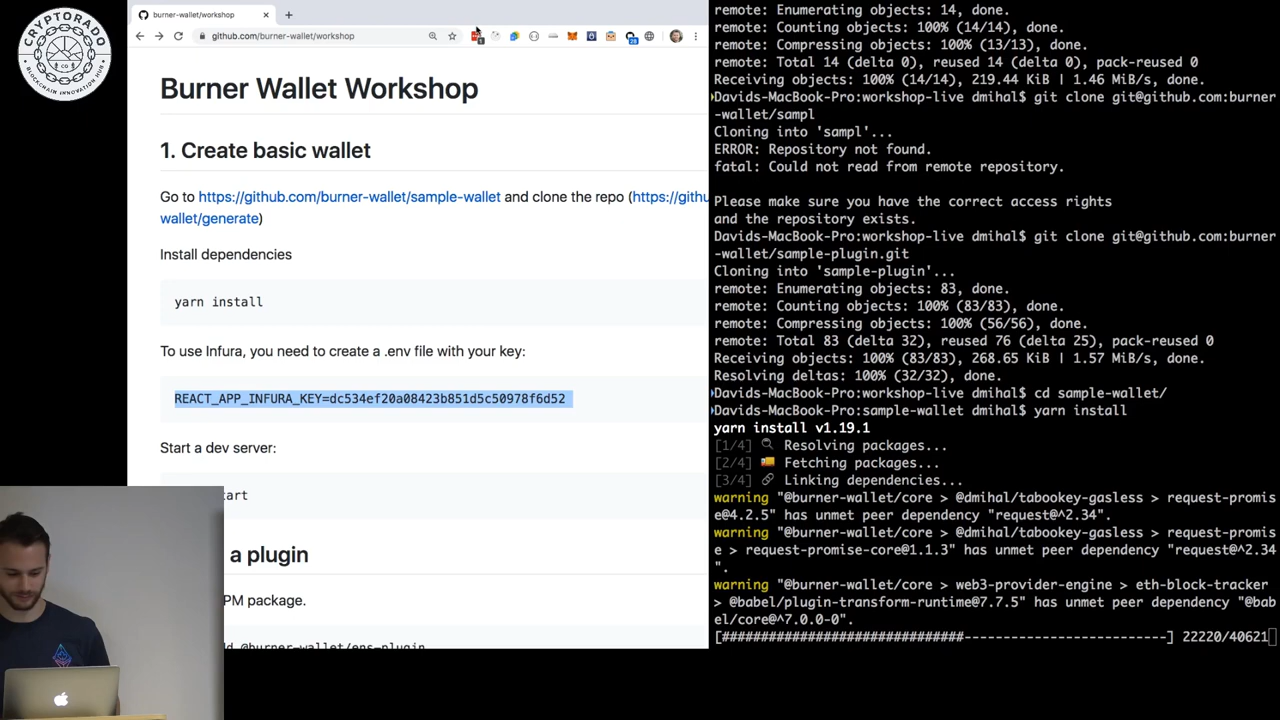 CRYPTORADO
CO
BLOCKCHAIN INNOVATION HUB
burner-wallet/workshop
github.com/burner-wallet/workshop
Burner Wallet Workshop
1. Create basic wallet
Go to https://github.com/burner-wallet/sample-wallet and clone the repo (https://githu
wallet/generate)
Install dependencies
yarn install
To use Infura, you need to create a .env file with your key:
REACT_APP_INFURA_KEY=dc534ef20a08423b851d5c50978f6d52
Start a dev server:
tart
a plugin
PM package.
d @burner-wallet/ens-plugin
remote: Enumerating objects: 14, done.
remote: Counting objects: 100% (14/14), done.
remote: Compressing objects: 100% (13/13), done.
remote: Total 14 (delta 0), reused 14 (delta 0), pack-reused 0
Receiving objects: 100% (14/14), 219.44 KiB | 1.46 MiB/s, done.
Davids-MacBook-Pro:workshop-live dmihal$ git clone git@github.com:burner
-wallet/sampl
Cloning into 'sampl'...
ERROR: Repository not found.
fatal: Could not read from remote repository.
Please make sure you have the correct access rights
and the repository exists.
Davids-MacBook-Pro:workshop-live dmihal$ git clone git@github.com:burner
-wallet/sample-plugin.git
Cloning into 'sample-plugin'...
remote: Enumerating objects: 83, done.
remote: Counting objects: 100% (83/83), done.
remote: Compressing objects: 100% (56/56), done.
remote: Total 83 (delta 32), reused 76 (delta 25), pack-reused 0
Receiving objects: 100% (83/83), 268.65 KiB | 1.57 MiB/s, done.
Resolving deltas: 100% (32/32), done.
Davids-MacBook-Pro:workshop-live dmihal$ cd sample-wallet/
Davids-MacBook-Pro:sample-wallet dmihal$ yarn install
yarn install v1.19.1
[1/4] 🔍 Resolving packages...
[2/4] 🚚 Fetching packages...
[3/4] 🔗 Linking dependencies...
warning "@burner-wallet/core > @dmihal/tabookey-gasless > request-promis
e@4.2.5" has unmet peer dependency "request@^2.34".
warning "@burner-wallet/core > @dmihal/tabookey-gasless > request-promis
e > request-promise-core@1.1.3" has unmet peer dependency "request@^2.34
".
warning "@burner-wallet/core > web3-provider-engine > eth-block-tracker
> @babel/plugin-transform-runtime@7.7.5" has unmet peer dependency "@bab
el/core@^7.0.0-0".
[###############################--------------------------] 22220/40621